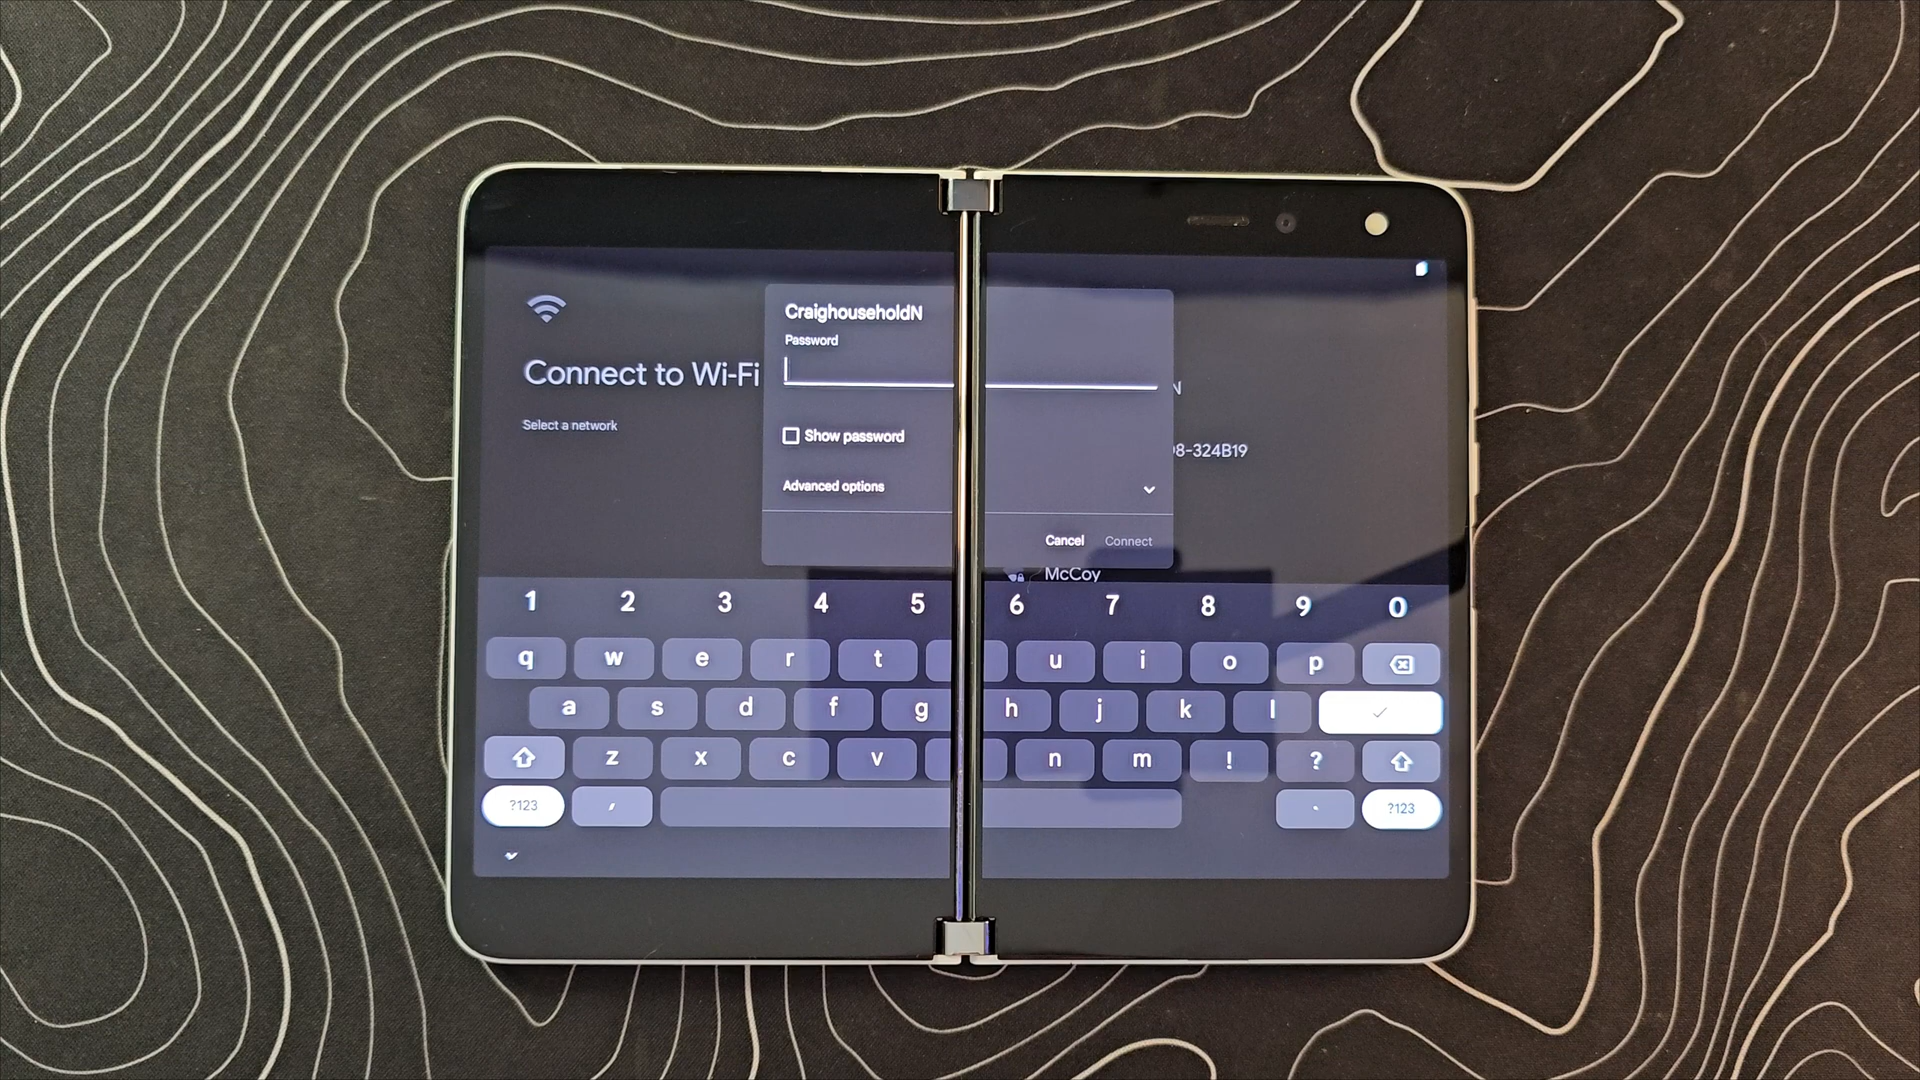 Connect to Wi-Fi
Select a network
CraighouseholdN
Password
Show password
Advanced options
Cancel Connect
N
8-324B19
McCoy
1 2 3 4 5 6 7 8 9 0
q w e r t u i o p
a s d f g h j k l
z x c v n m ! ?
?123 , . ?123